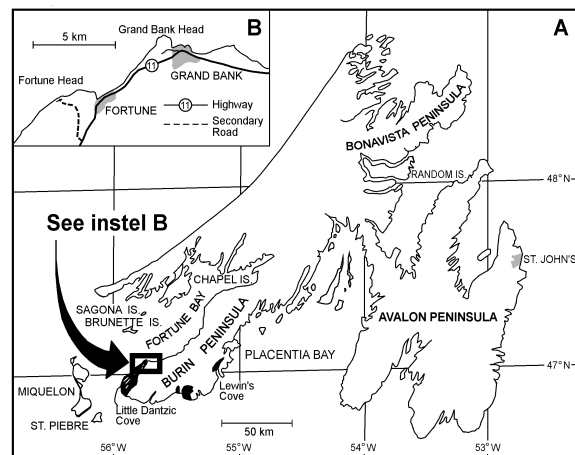 B
A
5 km
Grand Bank Head
GRAND BANK
Fortune Head
11
FORTUNE
11 Highway
Secondary
Road
BONAVISTA PENINSULA
RANDOM IS.
48°N
See instel B
ST. JOHN'S
CHAPEL IS.
SAGONA IS.
BRUNETTE IS.
FORTUNE BAY
AVALON PENINSULA
BURIN PENINSULA
PLACENTIA BAY
47°N
MIQUELON
Lewin's
Cove
Little Dantzic
Cove
ST. PIEBRE
50 km
56°W
55°W
54°W
53°W